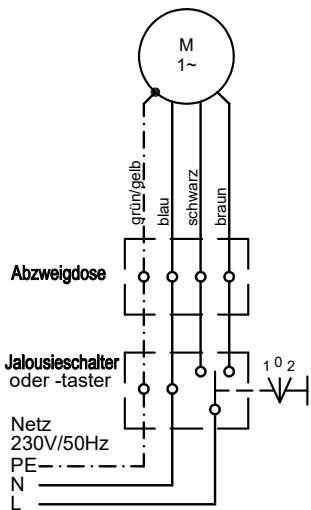 M
1~
grün/gelb
blau
schwarz
braun
Abzweigdose
Jalousieschalter
oder -taster
1 0 2
Netz
230V/50Hz
PE
N
L